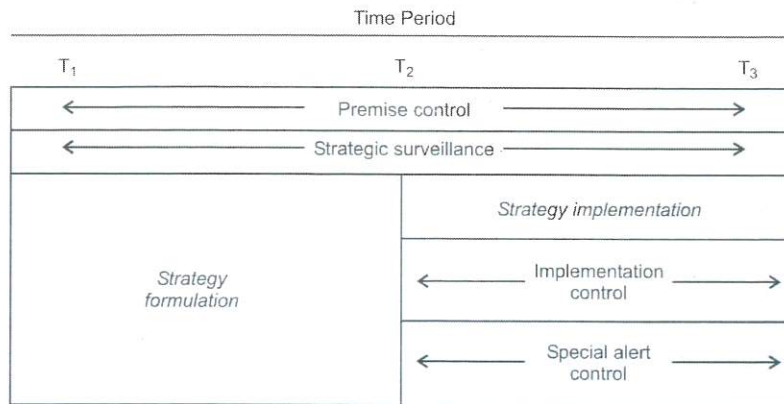 Time Period
T₁ T₂ T₃
Premise control
Strategic surveillance
Strategy implementation
Strategy
formulation
Implementation
control
Special alert
control